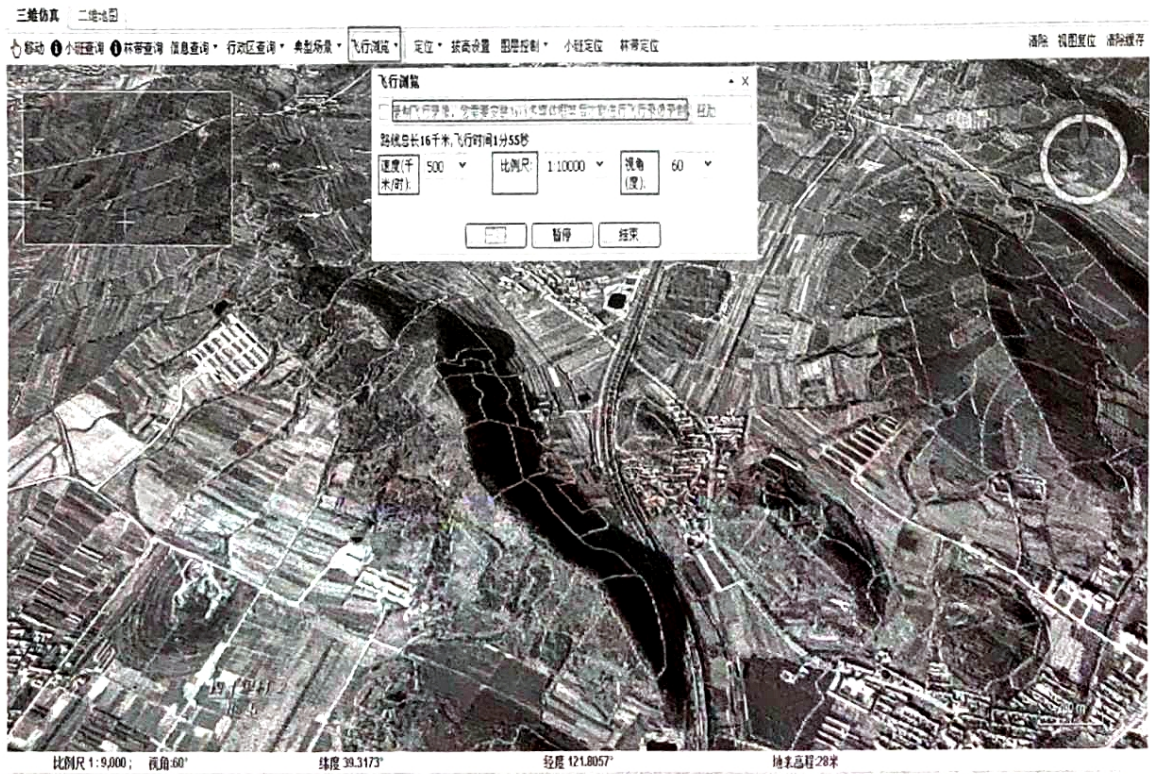 三维仿真 二维地图
移动 小班查询 林带查询 信息查询 行政区查询 典型场景 飞行浏览 定位 拔高设置 图层控制 小班定位 林带定位 清除 视图复位 清除缓存
飞行浏览
路线总长16千米,飞行时间1分55秒
速度(千米/时): 500 比例尺: 1:10000 视角(度): 60
暂停 结束
比例尺 1:9,000; 视角:60° 纬度 39.3173° 经度 121.8057° 地表高程:28米